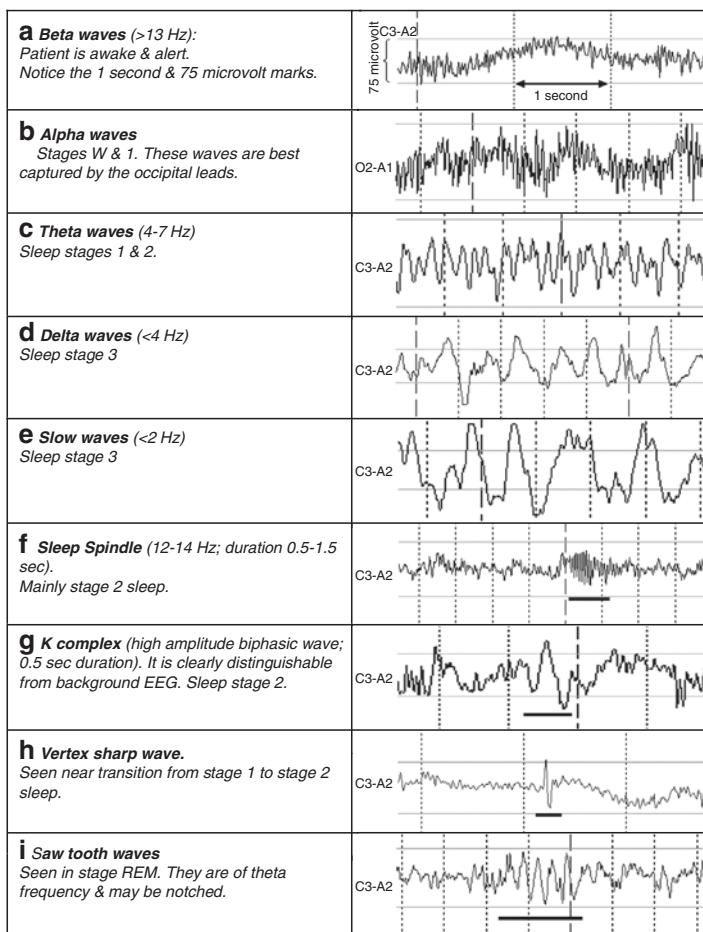 a Beta waves (>13 Hz):
Patient is awake & alert.
Notice the 1 second & 75 microvolt marks.
75 microvolt
C3-A2
1 second
b Alpha waves
Stages W & 1. These waves are best
captured by the occipital leads.
O2-A1
c Theta waves (4-7 Hz)
Sleep stages 1 & 2.
C3-A2
d Delta waves (<4 Hz)
Sleep stage 3
C3-A2
e Slow waves (<2 Hz)
Sleep stage 3
C3-A2
f Sleep Spindle (12-14 Hz; duration 0.5-1.5
sec).
Mainly stage 2 sleep.
C3-A2
g K complex (high amplitude biphasic wave;
0.5 sec duration). It is clearly distinguishable
from background EEG. Sleep stage 2.
C3-A2
h Vertex sharp wave.
Seen near transition from stage 1 to stage 2
sleep.
C3-A2
i Saw tooth waves
Seen in stage REM. They are of theta
frequency & may be notched.
C3-A2